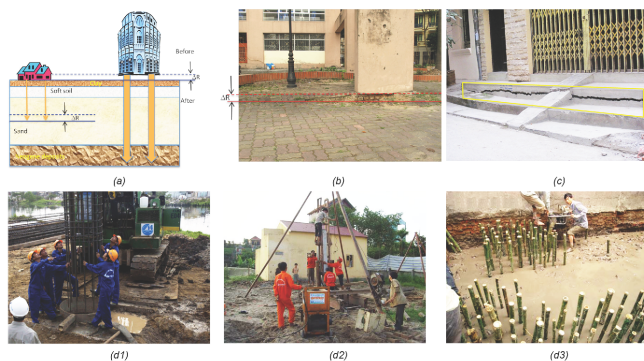 Before
ΔR
Soft soil
After
ΔR
Sand
ΔR
(a)
(b)
(c)
(d1)
(d2)
(d3)